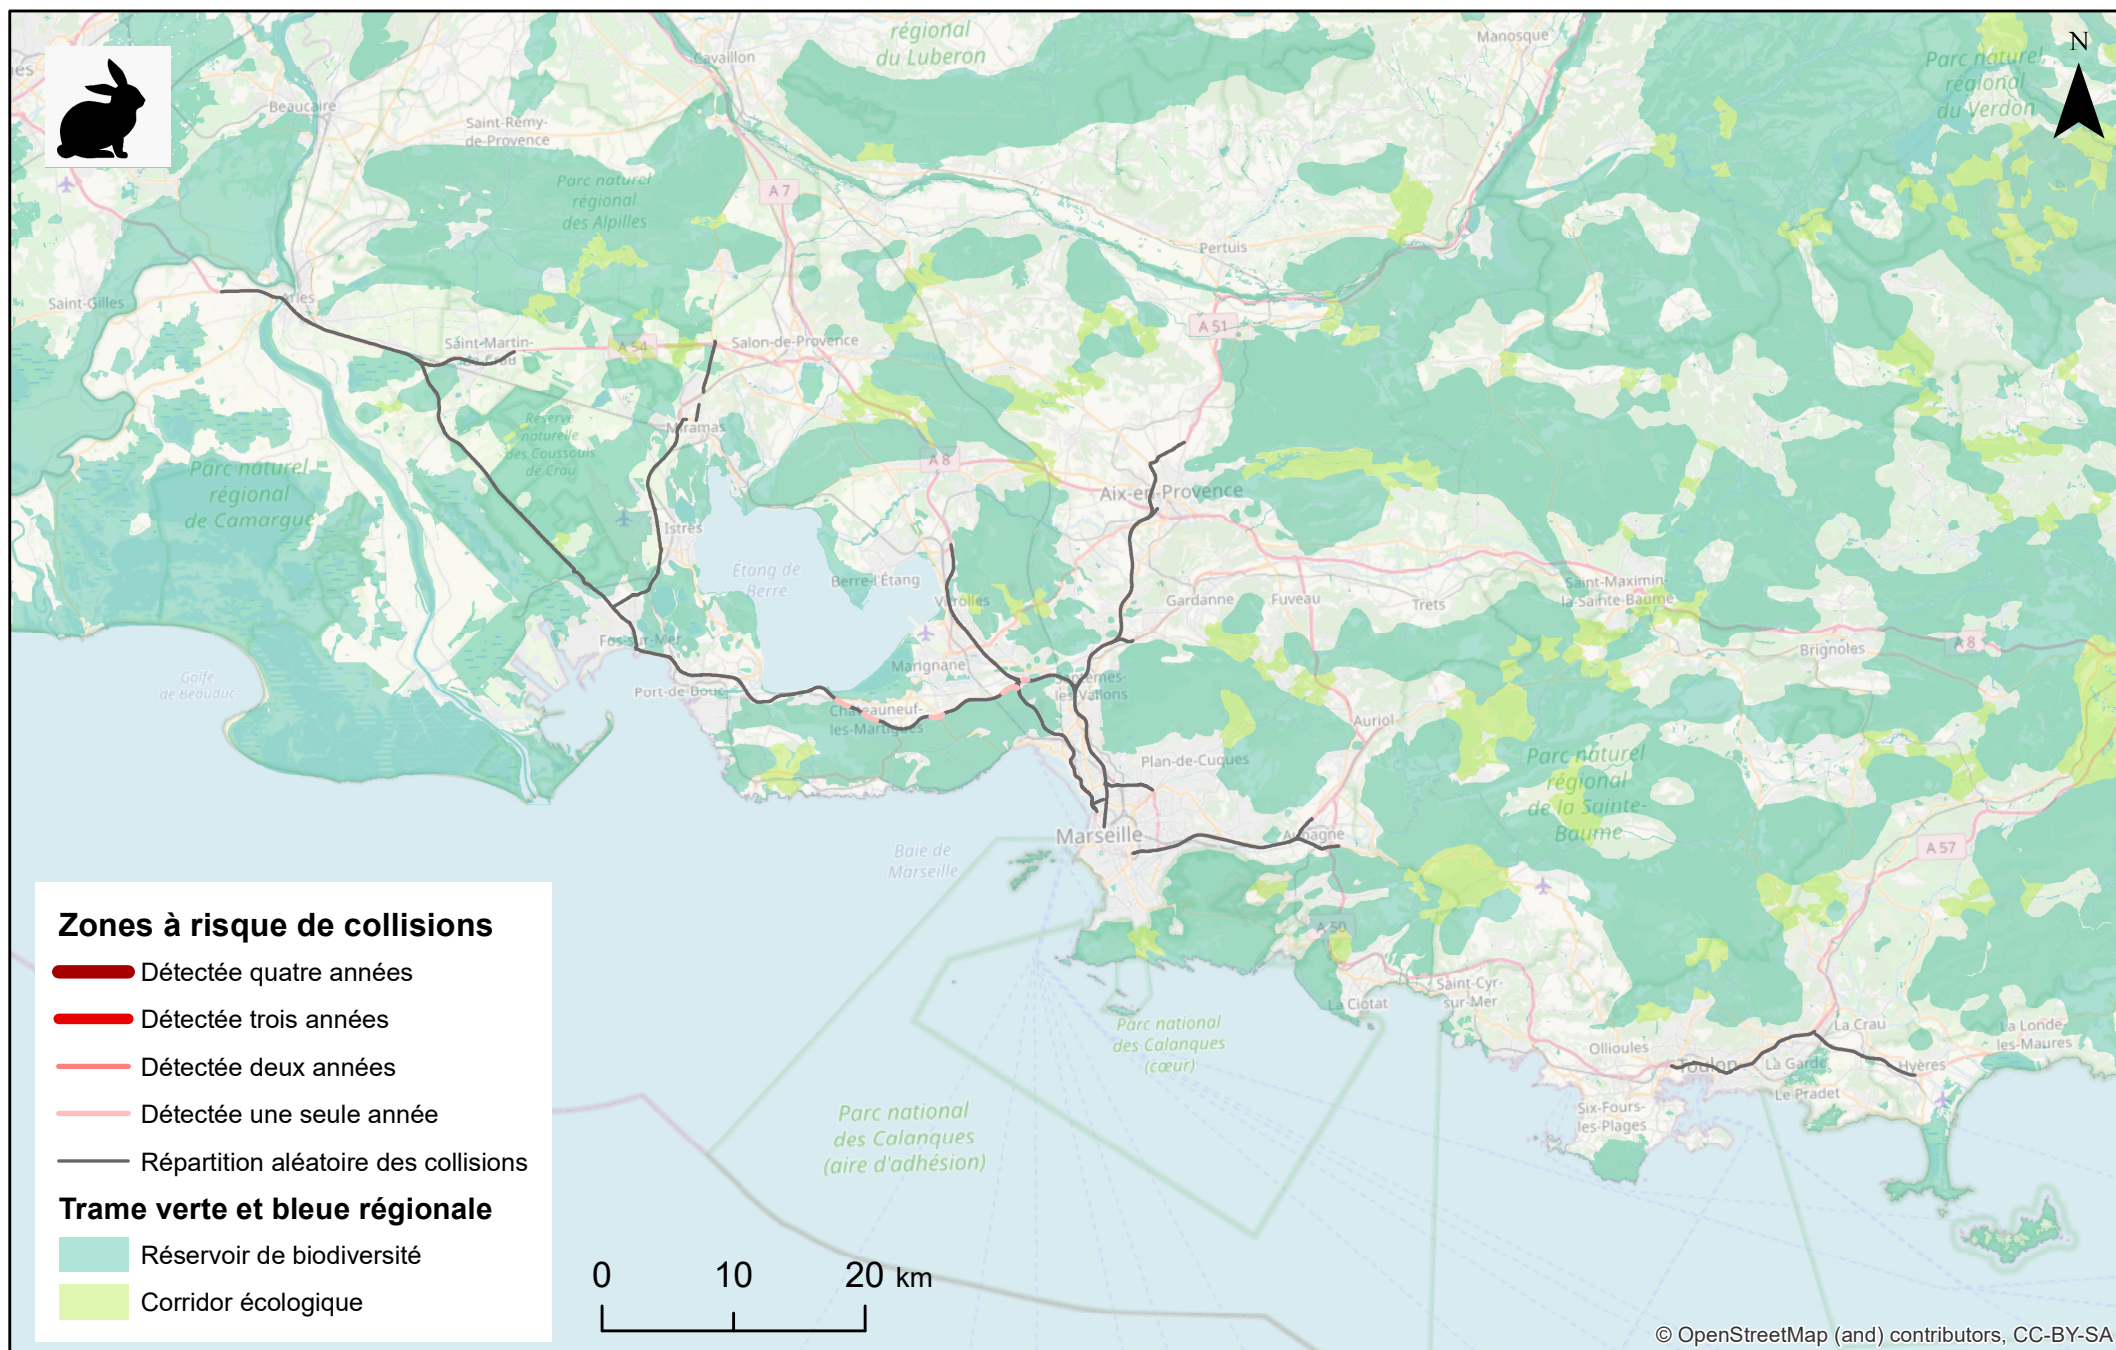 régional
du Luberon
Manosque
Cavaillon
Parc naturel
régional
du Verdon
N
Beaucaire
Saint-Rémy-
de-Provence
Parc naturel
régional
des Alpilles
A 7
Pertuis
Saint-Gilles
Arles
A 51
Saint-Martin-
de-Crau
A 54
Salon-de-Provence
Réserve
naturelle
des Coussouls
de Crau
Miramas
A 8
Parc naturel
régional
de Camargue
Aix-en-Provence
Istres
Étang de
Berre
Berre-l'Étang
Vitrolles
Gardanne
Fuveau
Trets
Saint-Maximin-
la-Sainte-Baume
Fos-sur-Mer
Marignane
Brignoles
A 8
Golfe
de Beauduc
Port-de-Bouc
Septèmes-
les-Vallons
Châteauneuf-
les-Martigues
Auriol
Plan-de-Cuques
Parc naturel
régional
de la Sainte-
Baume
Marseille
Aubagne
A 57
Baie de
Marseille
A 50
La Ciotat
Saint-Cyr-
sur-Mer
Parc national
des Calanques
(cœur)
La Crau
La Londe-
les-Maures
Ollioules
Toulon
La Garde
Hyères
Le Pradet
Six-Fours-
les-Plages
Parc national
des Calanques
(aire d'adhésion)
Zones à risque de collisions
Détectée quatre années
Détectée trois années
Détectée deux années
Détectée une seule année
Répartition aléatoire des collisions
Trame verte et bleue régionale
Réservoir de biodiversité
Corridor écologique
0 10 20 km
© OpenStreetMap (and) contributors, CC-BY-SA